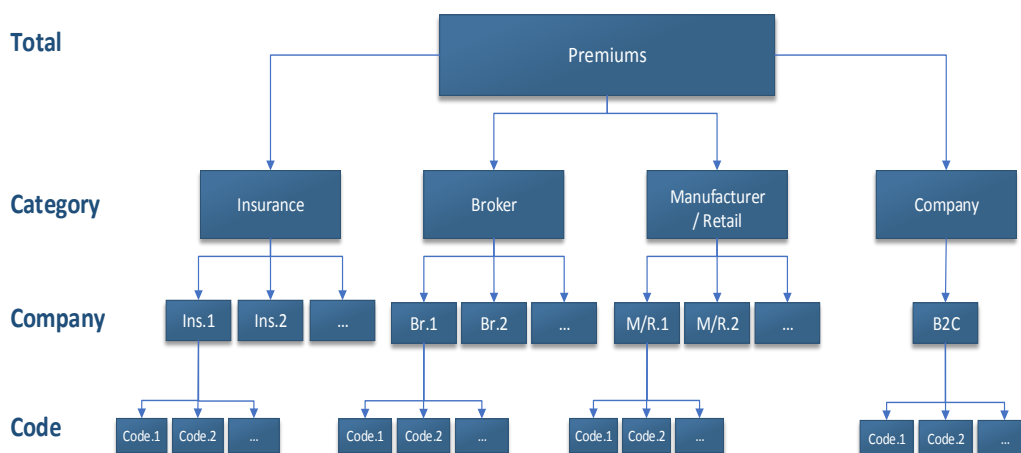 Total
Premiums
Category
Insurance
Broker
Manufacturer
/ Retail
Company
Company
Ins.1
Ins.2
...
Br.1
Br.2
...
M/R.1
M/R.2
...
B2C
Code
Code.1
Code.2
...
Code.1
Code.2
...
Code.1
Code.2
...
Code.1
Code.2
...